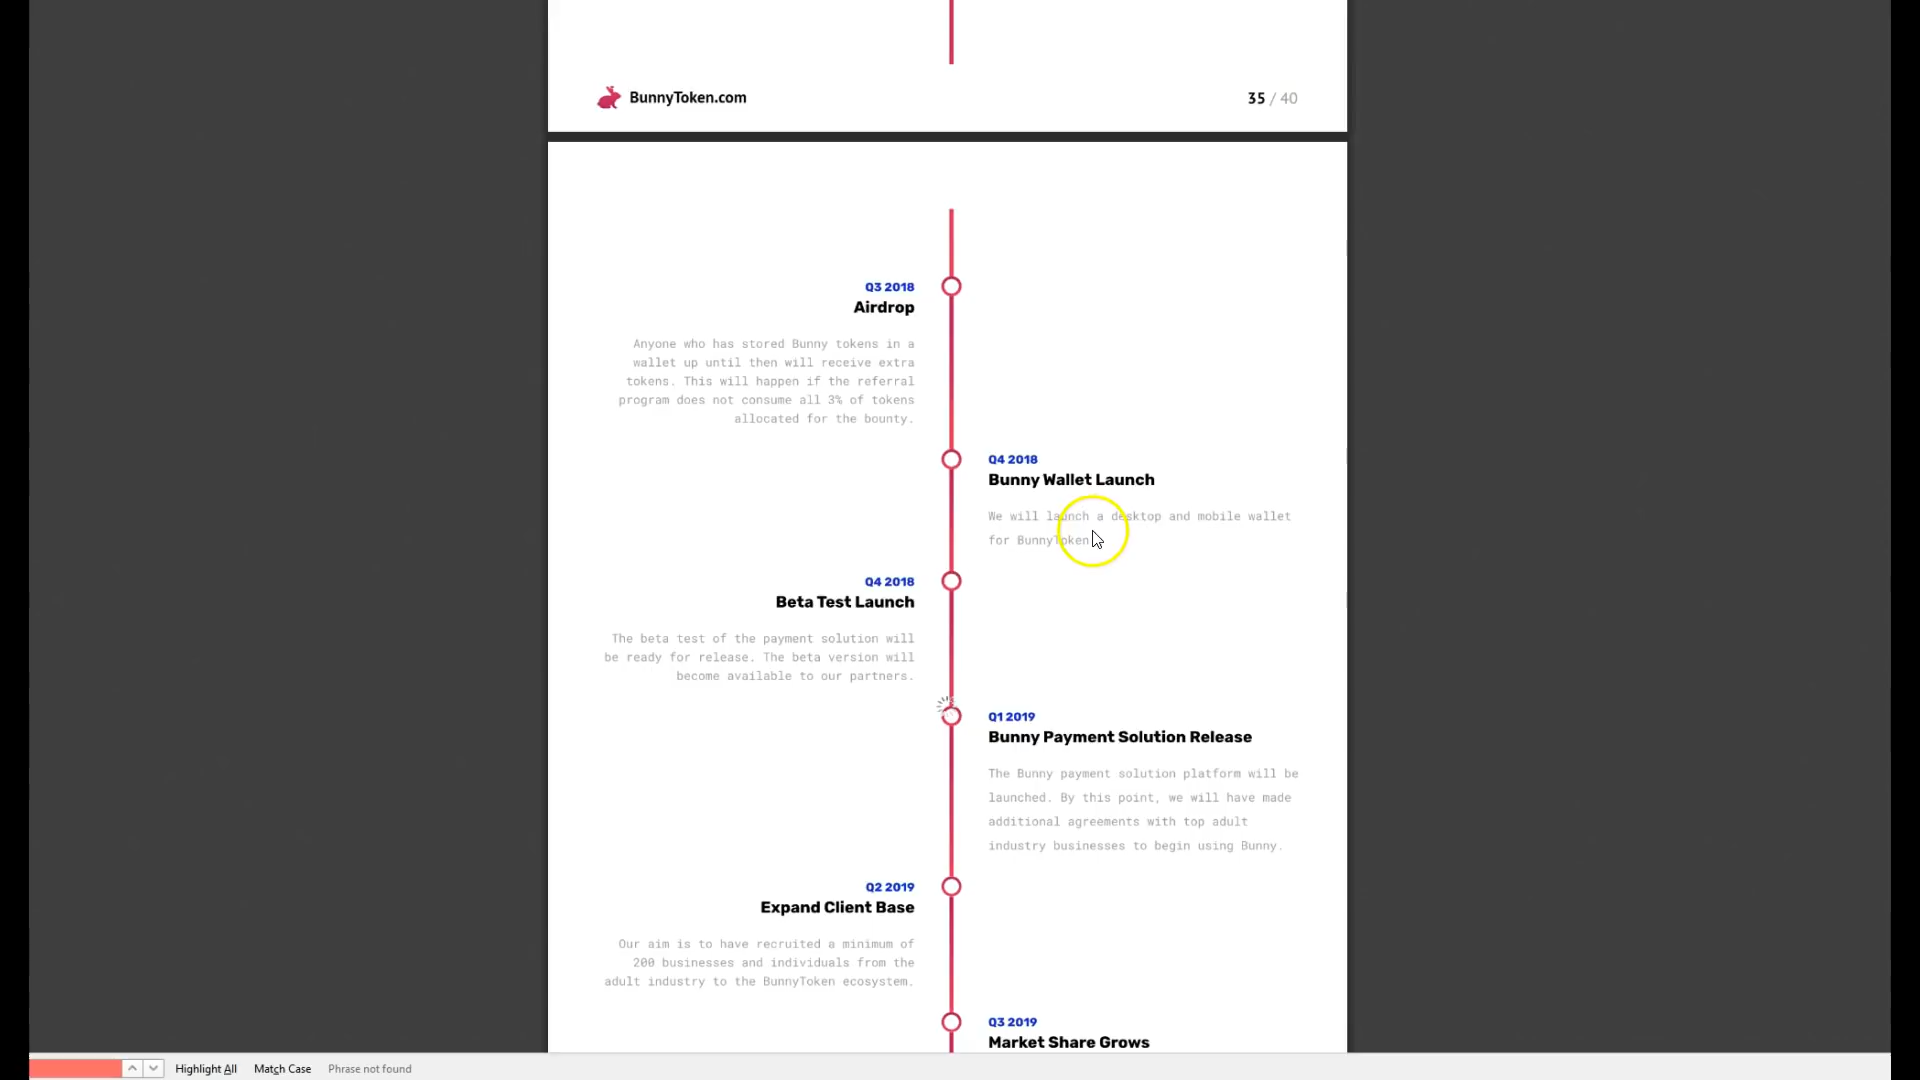 BunnyToken.com
35 / 40
Q3 2018
Airdrop
Anyone who has stored Bunny tokens in a
wallet up until then will receive extra
tokens. This will happen if the referral
program does not consume all 3% of tokens
allocated for the bounty.
Q4 2018
Bunny Wallet Launch
We will launch a desktop and mobile wallet
for BunnyToken
Q4 2018
Beta Test Launch
The beta test of the payment solution will
be ready for release. The beta version will
become available to our partners.
Q1 2019
Bunny Payment Solution Release
The Bunny payment solution platform will be
launched. By this point, we will have made
additional agreements with top adult
industry businesses to begin using Bunny.
Q2 2019
Expand Client Base
Our aim is to have recruited a minimum of
200 businesses and individuals from the
adult industry to the BunnyToken ecosystem.
Q3 2019
Market Share Grows
Highlight All
Match Case
Phrase not found